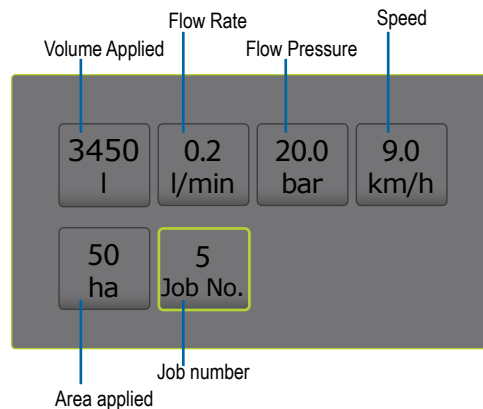 Flow Rate
Speed
Volume Applied
Flow Pressure
3450
l
0.2
l/min
20.0
bar
9.0
km/h
50
ha
5
Job No.
Job number
Area applied